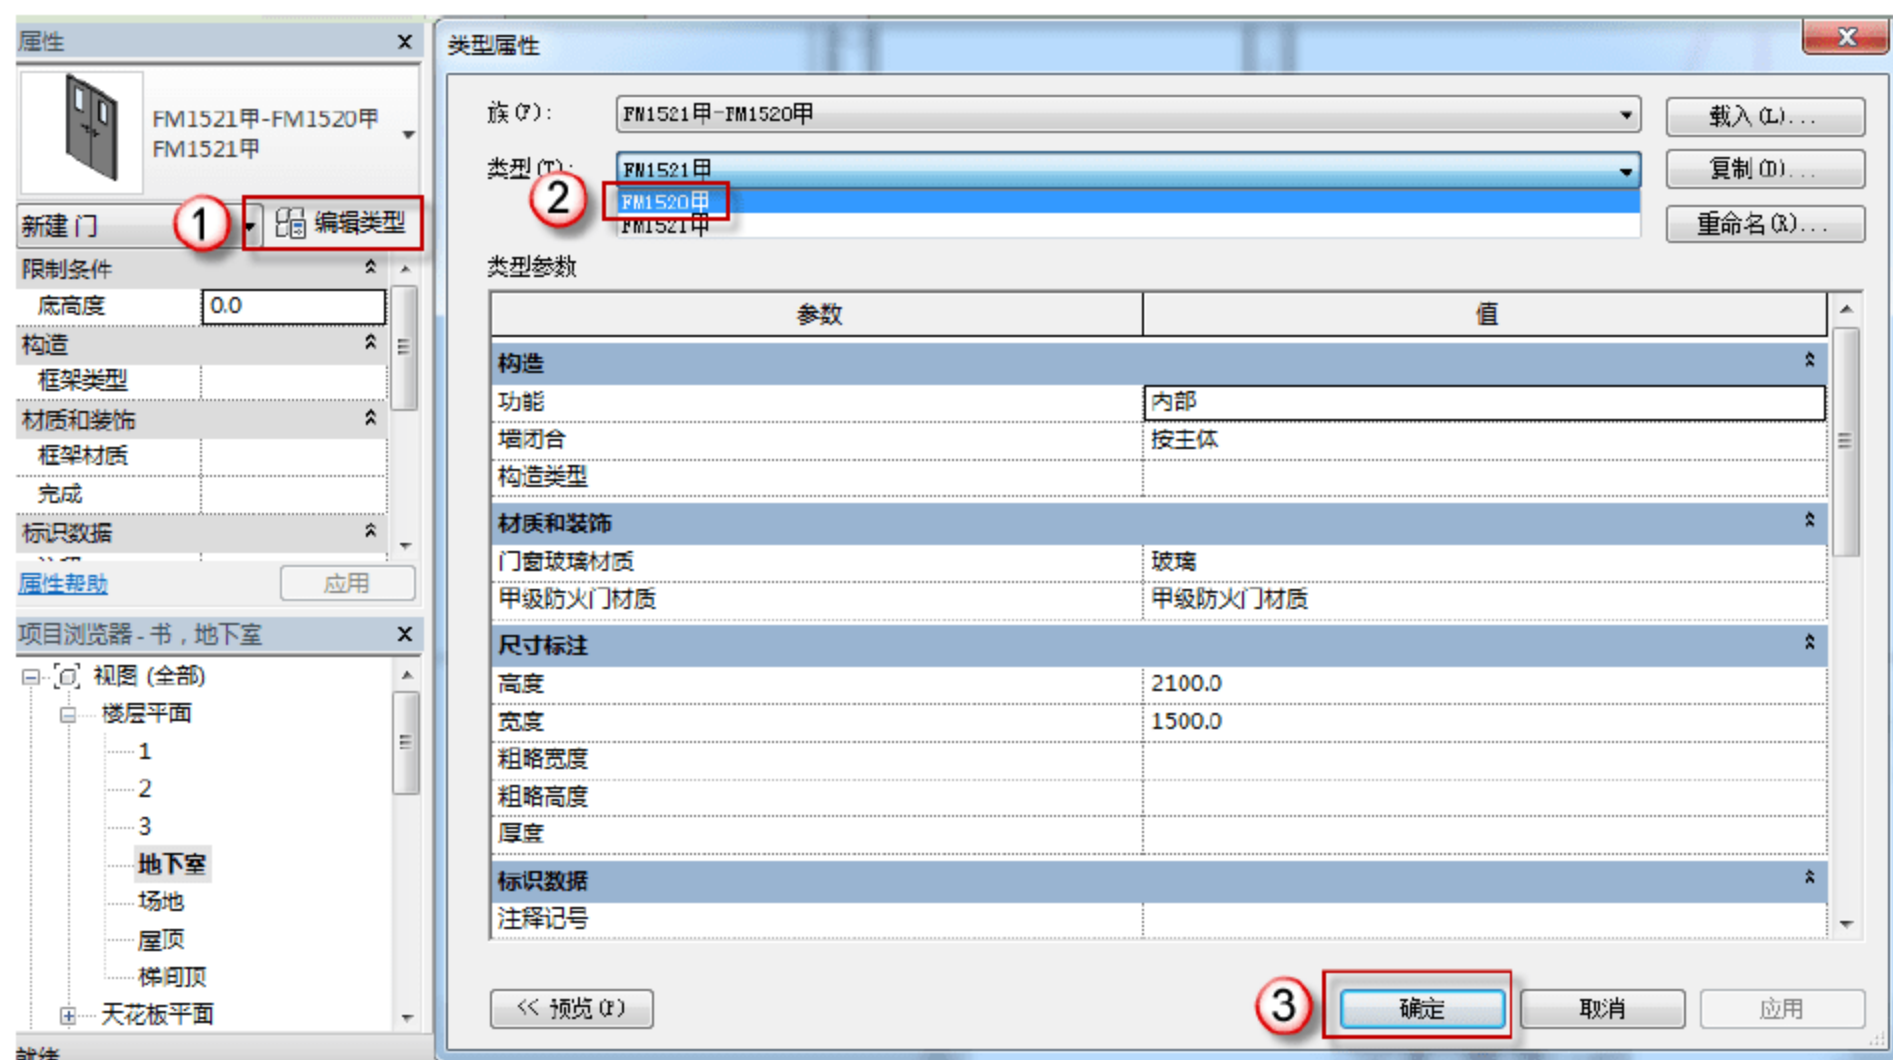 属性
FM1521甲-FM1520甲
FM1521甲
新建 门
1
编辑类型
限制条件
底高度 0.0
构造
框架类型
材质和装饰
框架材质
完成
标识数据
属性帮助
应用
项目浏览器 - 书，地下室
视图 (全部)
楼层平面
1
2
3
地下室
场地
屋顶
梯间顶
天花板平面
就绪
类型属性
族(F): FM1521甲-FM1520甲 载入(L)...
类型(T): FM1521甲 复制(D)...
2
FM1520甲
FM1521甲
重命名(R)...
类型参数
参数 值
构造
功能 内部
墙闭合 按主体
构造类型
材质和装饰
门窗玻璃材质 玻璃
甲级防火门材质 甲级防火门材质
尺寸标注
高度 2100.0
宽度 1500.0
粗略宽度
粗略高度
厚度
标识数据
注释记号
<< 预览(P)
3
确定
取消
应用